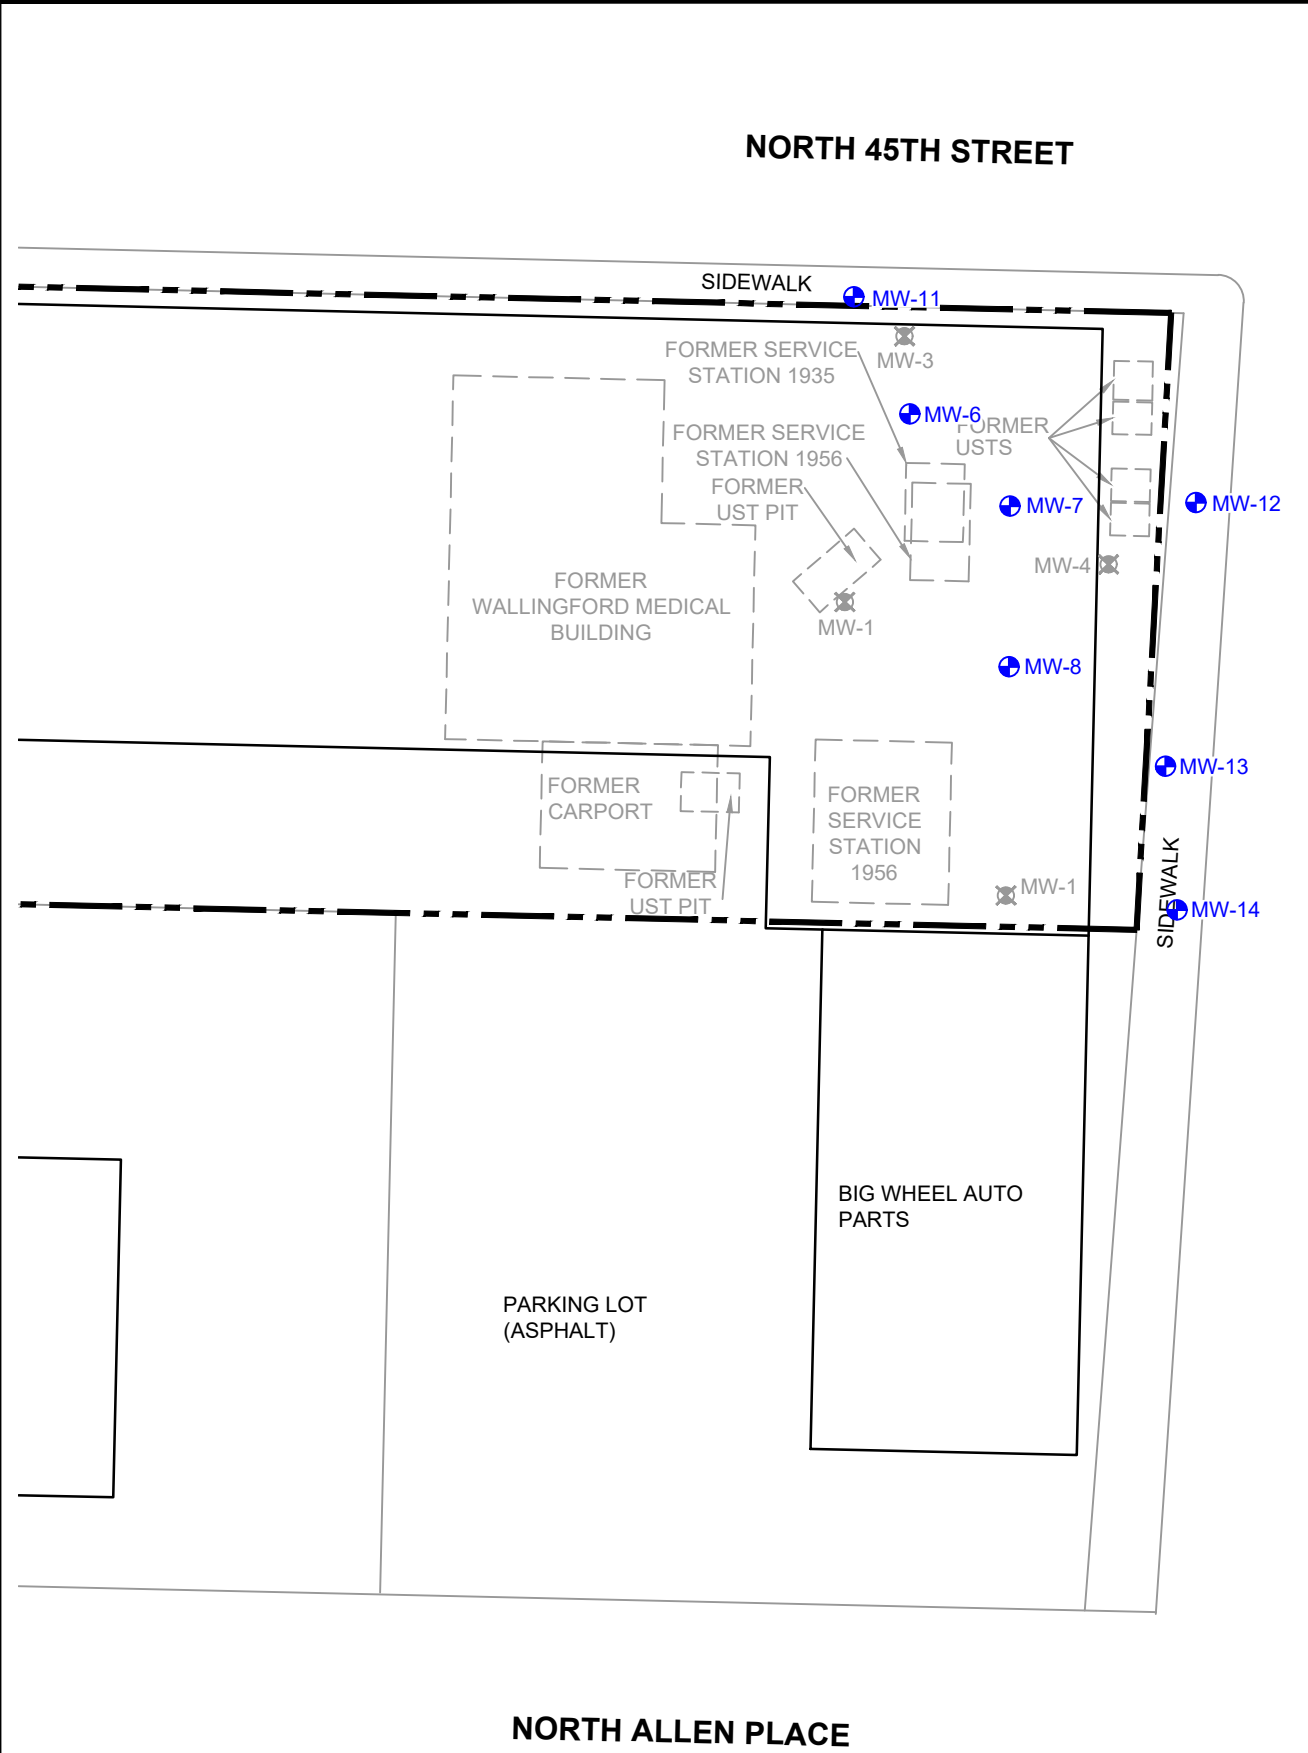 NORTH 45TH STREET
SIDEWALK
MW-11
FORMER SERVICE
STATION 1935
MW-3
MW-6
FORMER
USTS
FORMER SERVICE
STATION 1956
FORMER
UST PIT
MW-7
MW-12
MW-4
FORMER
WALLINGFORD MEDICAL
BUILDING
MW-1
MW-8
MW-13
FORMER
CARPORT
FORMER
SERVICE
STATION
1956
FORMER
UST PIT
MW-1
SIDEWALK
MW-14
BIG WHEEL AUTO
PARTS
PARKING LOT
(ASPHALT)
NORTH ALLEN PLACE